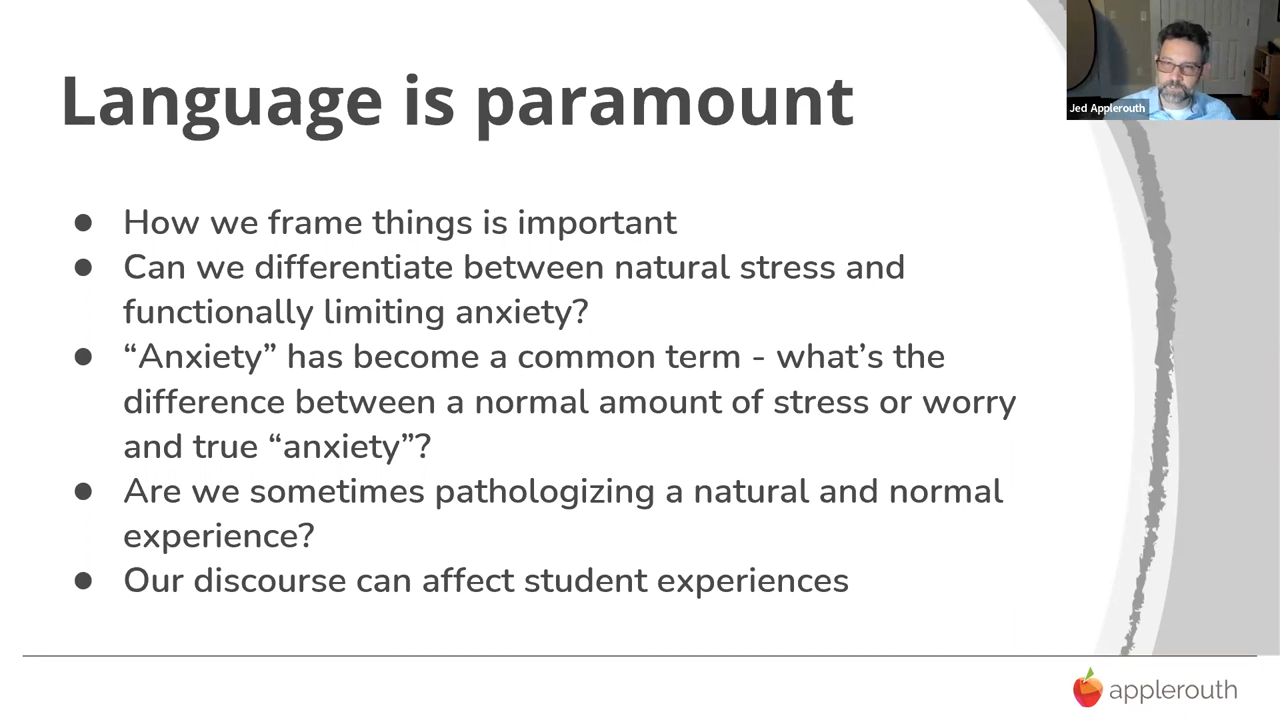 Language is paramount
Jed Applerouth
● How we frame things is important
● Can we differentiate between natural stress and
functionally limiting anxiety?
● “Anxiety” has become a common term - what’s the
difference between a normal amount of stress or worry
and true “anxiety”?
● Are we sometimes pathologizing a natural and normal
experience?
● Our discourse can affect student experiences
applerouth